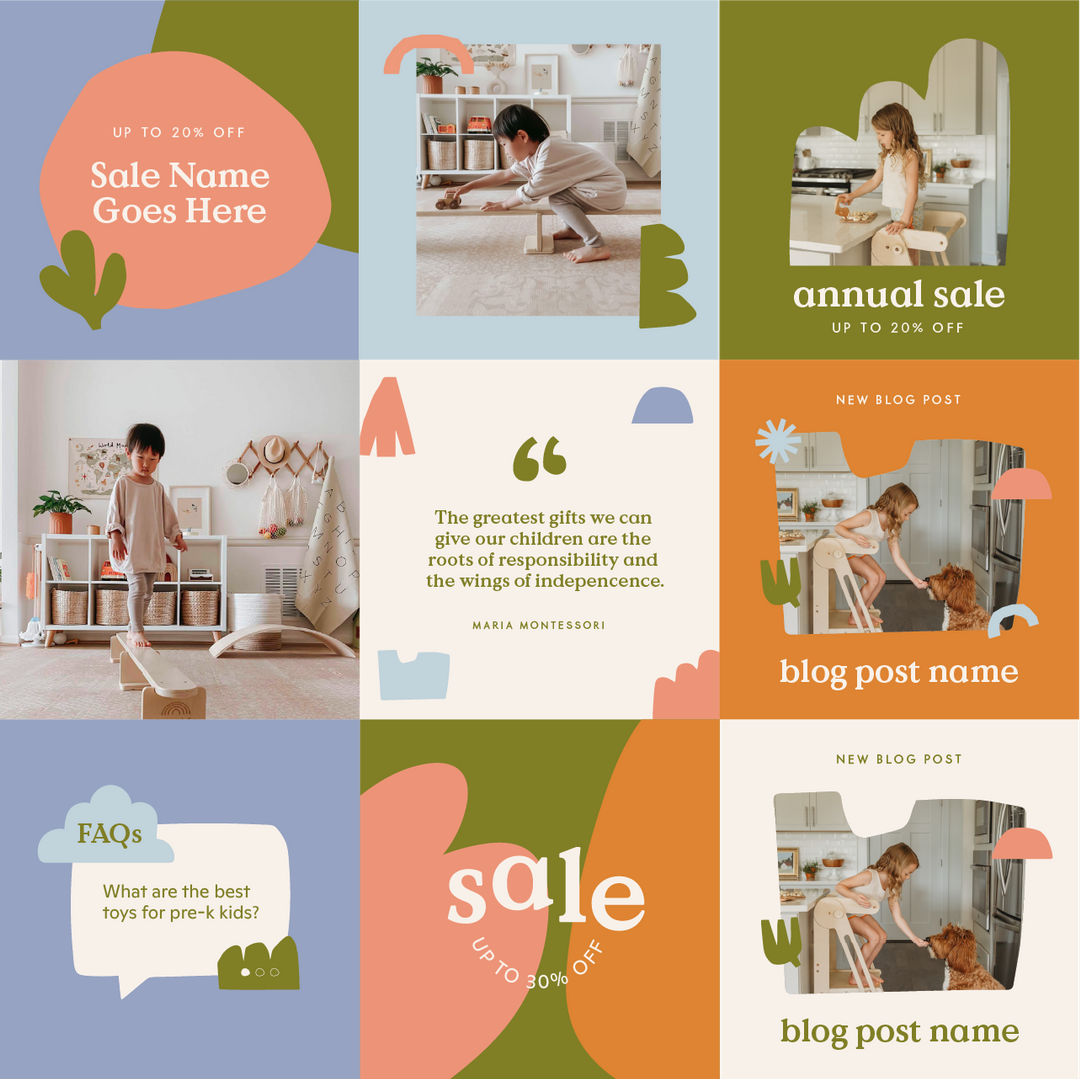 UP TO 20% OFF
Sale Name
Goes Here
annual sale
UP TO 20% OFF
World Map
The greatest gifts we can
give our children are the
roots of responsibility and
the wings of indepencence.
MARIA MONTESSORI
NEW BLOG POST
blog post name
FAQs
What are the best
toys for pre-k kids?
sale
UP TO 30% OFF
NEW BLOG POST
blog post name